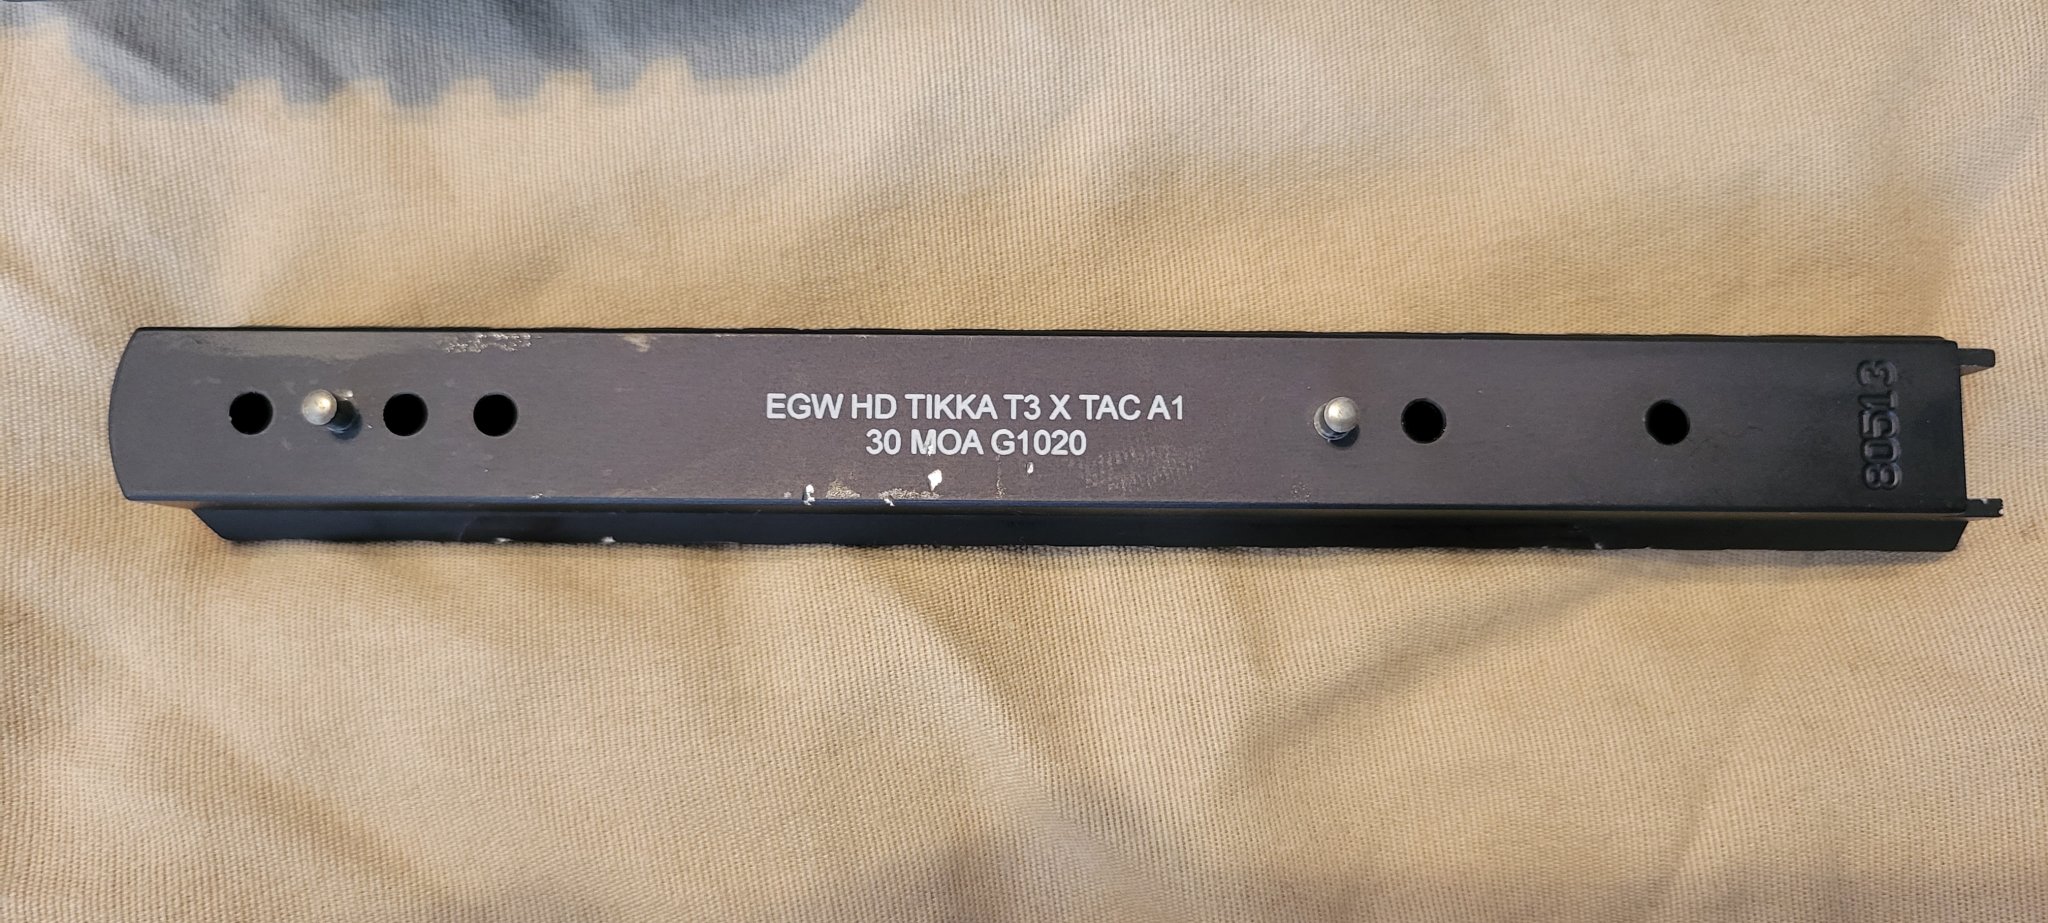 EGW HD TIKKA T3 X TAC A1
30 MOA G1020
80513